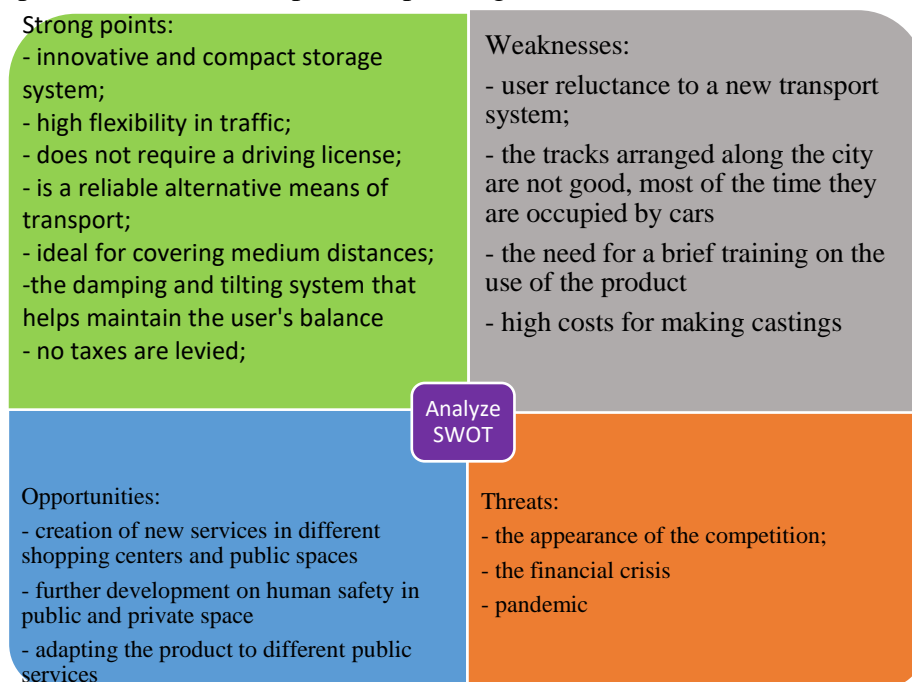 Strong points:
- innovative and compact storage
system;
- high flexibility in traffic;
- does not require a driving license;
- is a reliable alternative means of
transport;
- ideal for covering medium distances;
-the damping and tilting system that
helps maintain the user's balance
- no taxes are levied;
Weaknesses:
- user reluctance to a new transport
system;
- the tracks arranged along the city
are not good, most of the time they
are occupied by cars
- the need for a brief training on the
use of the product
- high costs for making castings
Analyze
SWOT
Opportunities:
- creation of new services in different
shopping centers and public spaces
- further development on human safety in
public and private space
- adapting the product to different public
services
Threats:
- the appearance of the competition;
- the financial crisis
- pandemic